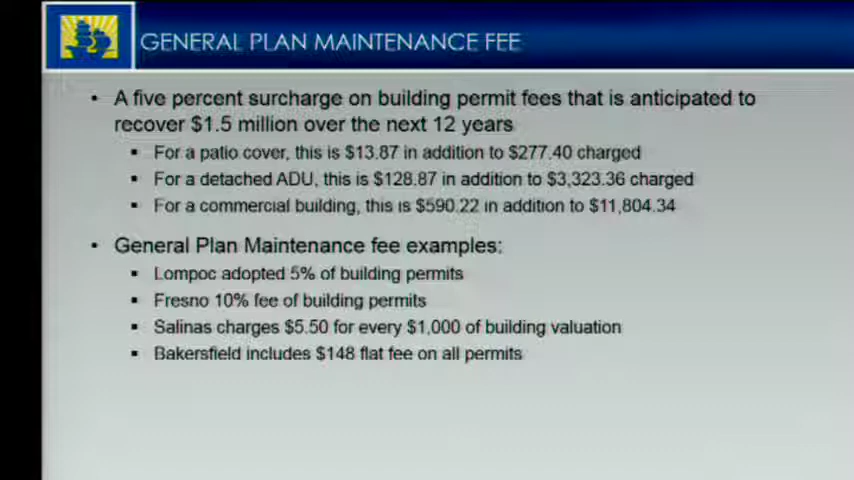 GENERAL PLAN MAINTENANCE FEE
• A five percent surcharge on building permit fees that is anticipated to
recover $1.5 million over the next 12 years
▪ For a patio cover, this is $13.87 in addition to $277.40 charged
▪ For a detached ADU, this is $128.87 in addition to $3,323.36 charged
▪ For a commercial building, this is $590.22 in addition to $11,804.34
• General Plan Maintenance fee examples:
▪ Lompoc adopted 5% of building permits
▪ Fresno 10% fee of building permits
▪ Salinas charges $5.50 for every $1,000 of building valuation
▪ Bakersfield includes $148 flat fee on all permits